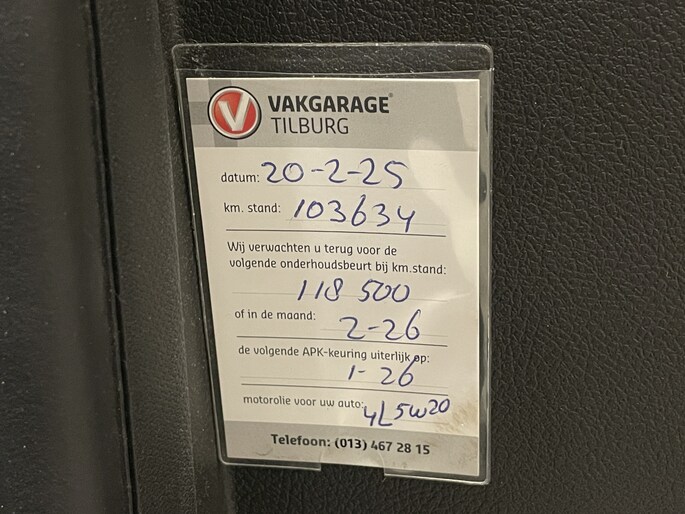 V VAKGARAGE®
TILBURG
datum: 20-2-25
km. stand: 103634
Wij verwachten u terug voor de
volgende onderhoudsbeurt bij km.stand:
118 500
of in de maand: 2-26
de volgende APK-keuring uiterlijk op:
1-26
motorolie voor uw auto: 4L 5w20
Telefoon: (013) 467 28 15